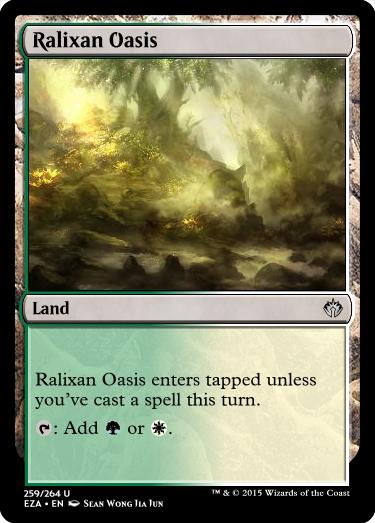 Ralixan Oasis
Land
Ralixan Oasis enters tapped unless
you've cast a spell this turn.
: Add or .
259/264 U
EZA • EN Sean Wong Jia Jun
™ & © 2015 Wizards of the Coast